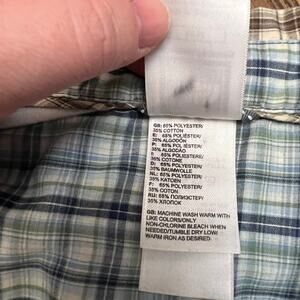 GB: 65% POLYESTER/
35% COTTON
E: 65% POLIÉSTER/
35% ALGODÓN
P: 65% POLIÉSTER/
35% ALGODÃO
I: 65% POLIESTERE/
35% COTONE
D: 65% POLYESTER/
35% BAUMWOLLE
NL: 65% POLYESTER/
35% KATOEN
F: 65% POLYESTER/
35% COTON
RU: 65% ПОЛИЭСТЕР/
35% ХЛОПОК
GB: MACHINE WASH WARM WITH
LIKE COLORS/ONLY
NON-CHLORINE BLEACH WHEN
NEEDED/TUMBLE DRY LOW/
WARM IRON AS DESIRED